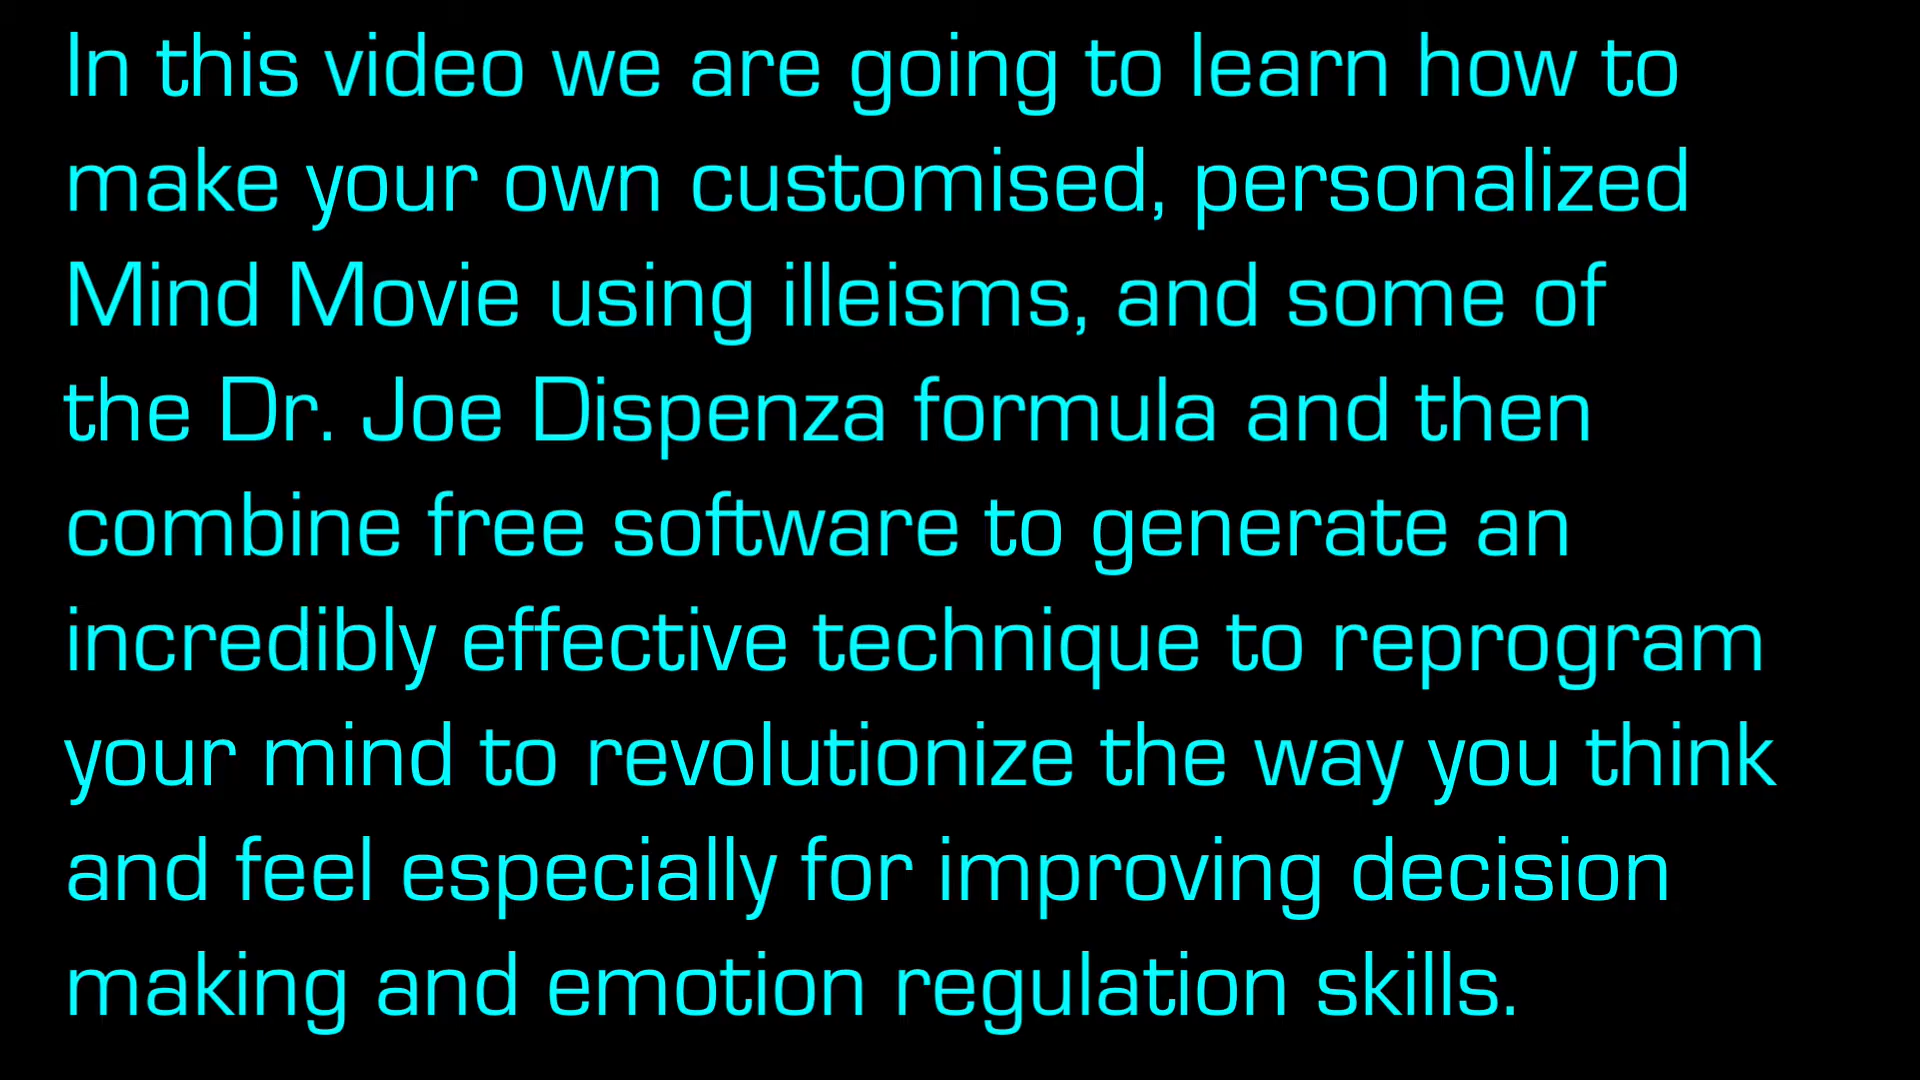 In this video we are going to learn how to
make your own customised, personalized
Mind Movie using illeisms, and some of
the Dr. Joe Dispenza formula and then
combine free software to generate an
incredibly effective technique to reprogram
your mind to revolutionize the way you think
and feel especially for improving decision
making and emotion regulation skills.